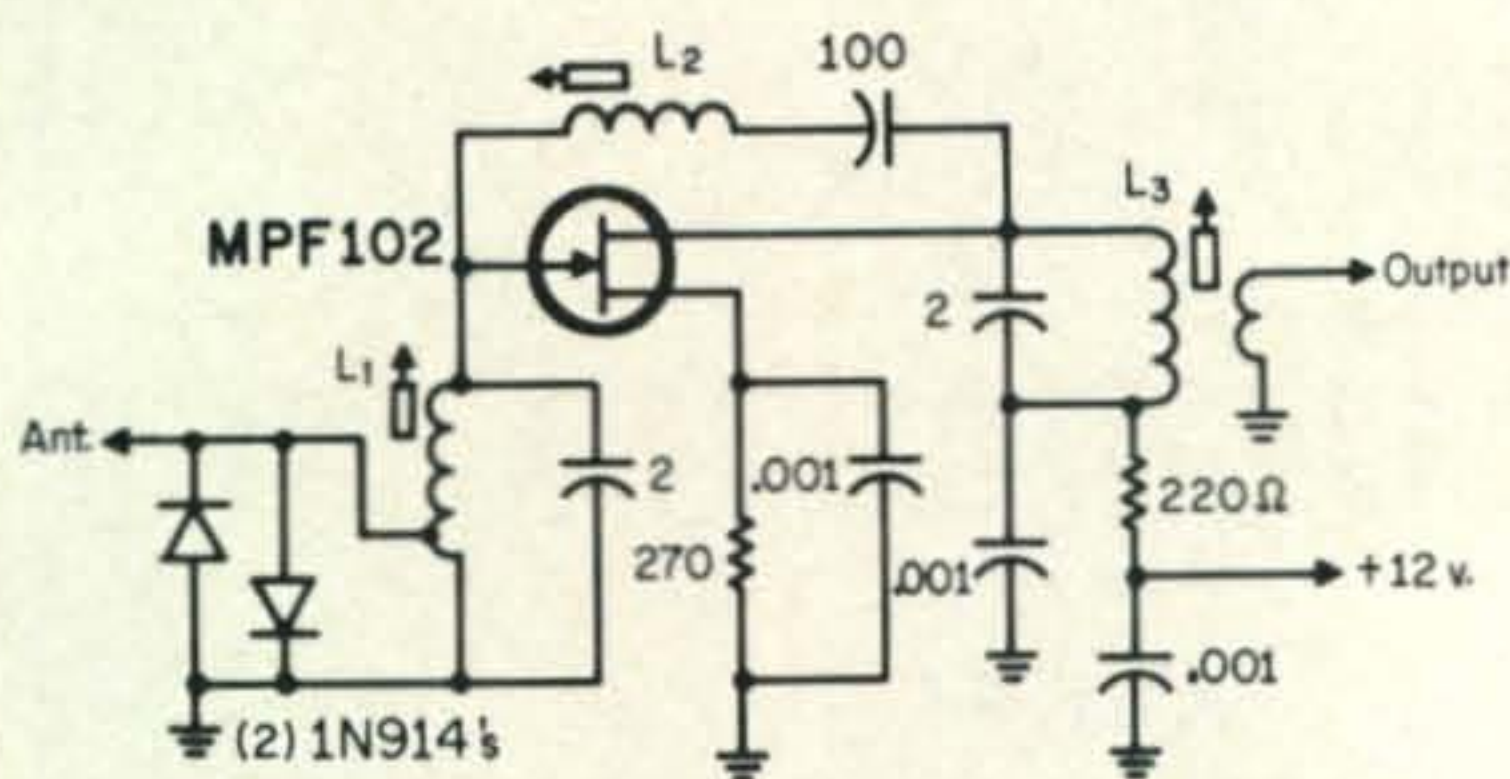 L2
100
L3
MPF102
Output
2
L1
Ant.
2
.001
220Ω
270
.001
+12 v.
.001
(2) 1N914's